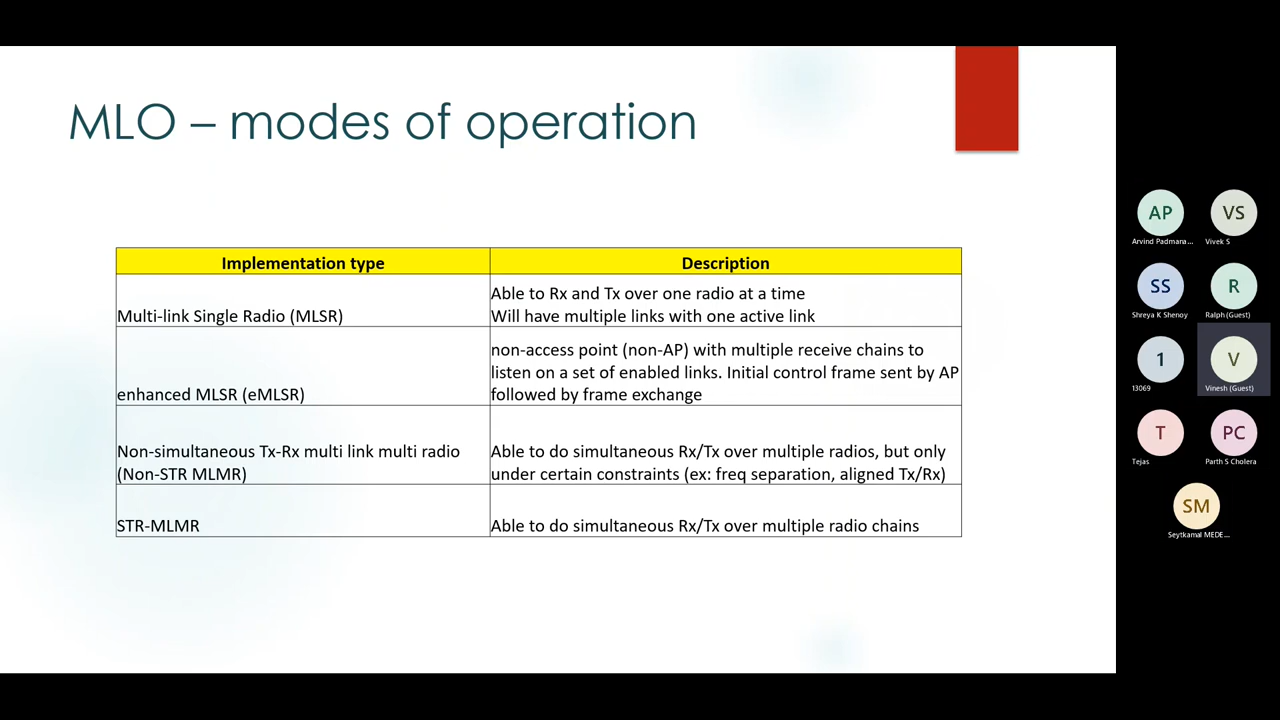 MLO – modes of operation
Implementation type
Description
Multi-link Single Radio (MLSR)
Able to Rx and Tx over one radio at a time
Will have multiple links with one active link
enhanced MLSR (eMLSR)
non-access point (non-AP) with multiple receive chains to
listen on a set of enabled links. Initial control frame sent by AP
followed by frame exchange
Non-simultaneous Tx-Rx multi link multi radio
(Non-STR MLMR)
Able to do simultaneous Rx/Tx over multiple radios, but only
under certain constraints (ex: freq separation, aligned Tx/Rx)
STR-MLMR
Able to do simultaneous Rx/Tx over multiple radio chains
AP
Arvind Padmana...
VS
Vivek S
SS
Shreya K Shenoy
R
Ralph (Guest)
1
13069
V
Vinesh (Guest)
T
Tejas
PC
Parth S Cholera
SM
Seytkamal MEDE...